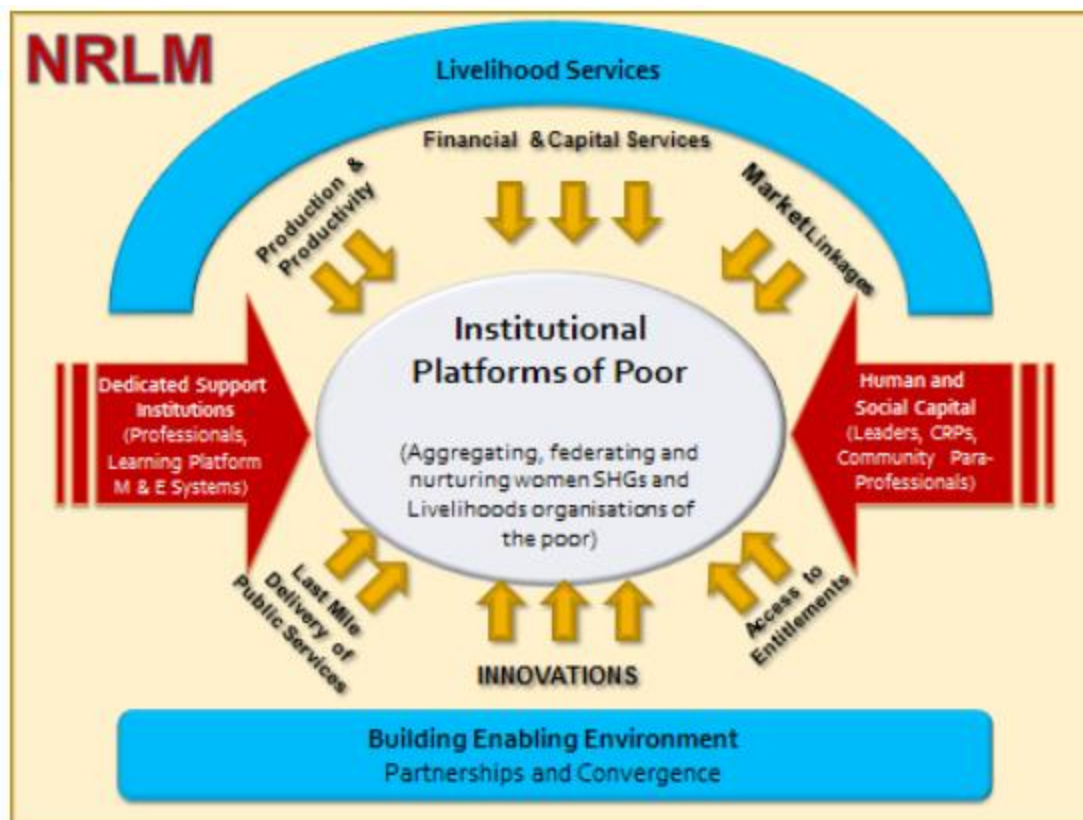 NRLM
Livelihood Services
Financial & Capital Services
Production &
Productivity
Market Linkages
Institutional
Platforms of Poor
(Aggregating, federating and
nurturing women SHGs and
Livelihoods organisations of
the poor)
Dedicated Support
Institutions
(Professionals,
Learning Platform
M & E Systems)
Human and
Social Capital
(Leaders, CRPs,
Community Para-
Professionals)
Last Mile
Delivery of
Public Services
INNOVATIONS
Access to
Entitlements
Building Enabling Environment
Partnerships and Convergence